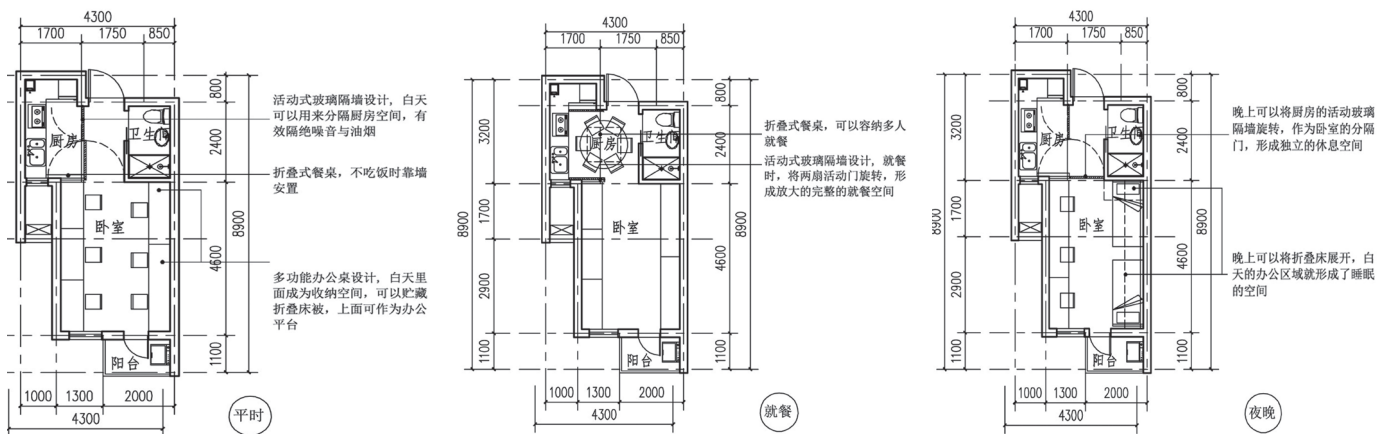 4300
1700
1750
850
800
2400
4600
1100
8900
厨房
卫生间
卧室
阳台
1000
1300
2000
4300
活动式玻璃隔墙设计，白天
可以用来分隔厨房空间，有
效隔绝噪音与油烟
折叠式餐桌，不吃饭时靠墙
安置
多功能办公桌设计，白天里
面成为收纳空间，可以贮藏
折叠床被，上面可作为办公
平台
平时
4300
1700
1750
850
8900
3200
1700
2900
1100
800
2400
4600
8900
厨房
卫生间
卧室
阳台
1000
1300
2000
4300
折叠式餐桌，可以容纳多人
就餐
活动式玻璃隔墙设计，就餐
时，将两扇活动门旋转，形
成放大的完整的就餐空间
就餐
4300
1700
1750
850
8900
3200
1700
2900
1100
800
2400
4600
1100
8900
厨房
卫生间
卧室
阳台
1000
1300
2000
4300
晚上可以将厨房的活动玻璃
隔墙旋转，作为卧室的分隔
门，形成独立的休息空间
晚上可以将折叠床展开，白
天的办公区域就形成了睡眠
的空间
夜晚